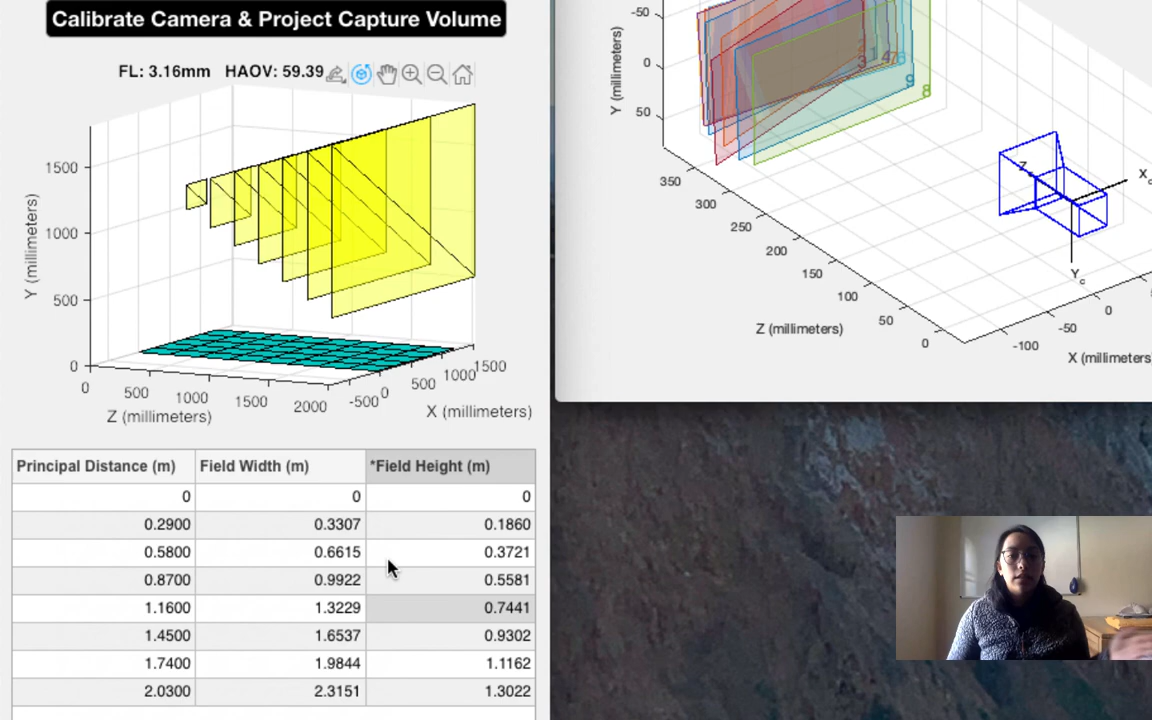 Calibrate Camera & Project Capture Volume
FL: 3.16mm HAOV: 59.39
Y (millimeters)
1500
1000
500
0
0
500
1000
1500
2000
Z (millimeters)
-500
0
500
1000
1500
X (millimeters)
Principal Distance (m) Field Width (m) *Field Height (m)
0 0 0
0.2900 0.3307 0.1860
0.5800 0.6615 0.3721
0.8700 0.9922 0.5581
1.1600 1.3229 0.7441
1.4500 1.6537 0.9302
1.7400 1.9844 1.1162
2.0300 2.3151 1.3022
Y (millimeters)
-50
0
50
3
1
4
9
8
350
300
250
200
150
100
50
0
Z (millimeters)
-100
-50
0
X (millimeters
Z
X c
Y c